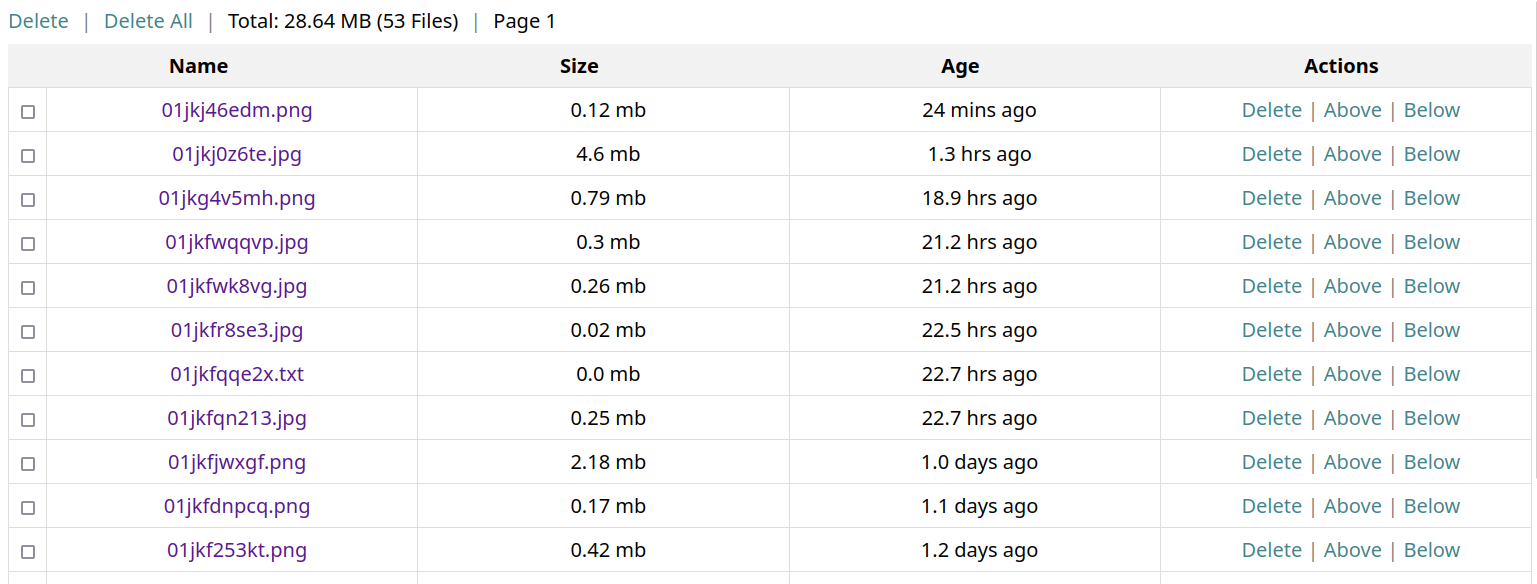 Delete | Delete All | Total: 28.64 MB (53 Files) | Page 1
Name Size Age Actions
01jkj46edm.png 0.12 mb 24 mins ago Delete | Above | Below
01jkj0z6te.jpg 4.6 mb 1.3 hrs ago Delete | Above | Below
01jkg4v5mh.png 0.79 mb 18.9 hrs ago Delete | Above | Below
01jkfwqqvp.jpg 0.3 mb 21.2 hrs ago Delete | Above | Below
01jkfwk8vg.jpg 0.26 mb 21.2 hrs ago Delete | Above | Below
01jkfr8se3.jpg 0.02 mb 22.5 hrs ago Delete | Above | Below
01jkfqqe2x.txt 0.0 mb 22.7 hrs ago Delete | Above | Below
01jkfqn213.jpg 0.25 mb 22.7 hrs ago Delete | Above | Below
01jkfjwxgf.png 2.18 mb 1.0 days ago Delete | Above | Below
01jkfdnpcq.png 0.17 mb 1.1 days ago Delete | Above | Below
01jkf253kt.png 0.42 mb 1.2 days ago Delete | Above | Below